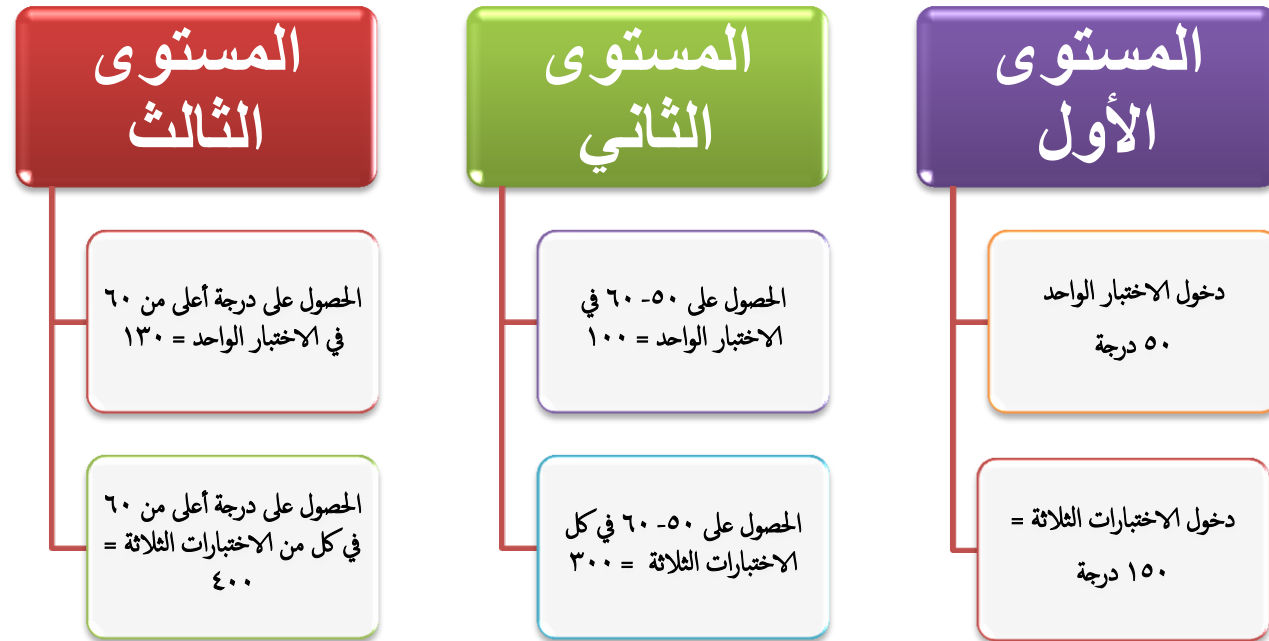 المستوى
الأول
دخول الاختبار الواحد
٥٠ درجة
دخول الاختبارات الثلاثة =
١٥٠ درجة
المستوى
الثاني
الحصول على ٥٠- ٦٠ في
الاختبار الواحد = ١٠٠
الحصول على ٥٠- ٦٠ في كل
الاختبارات الثلاثة = ٣٠٠
المستوى
الثالث
الحصول على درجة أعلى من ٦٠
في الاختبار الواحد = ١٣٠
الحصول على درجة أعلى من ٦٠
في كل من الاختبارات الثلاثة =
٤٠٠